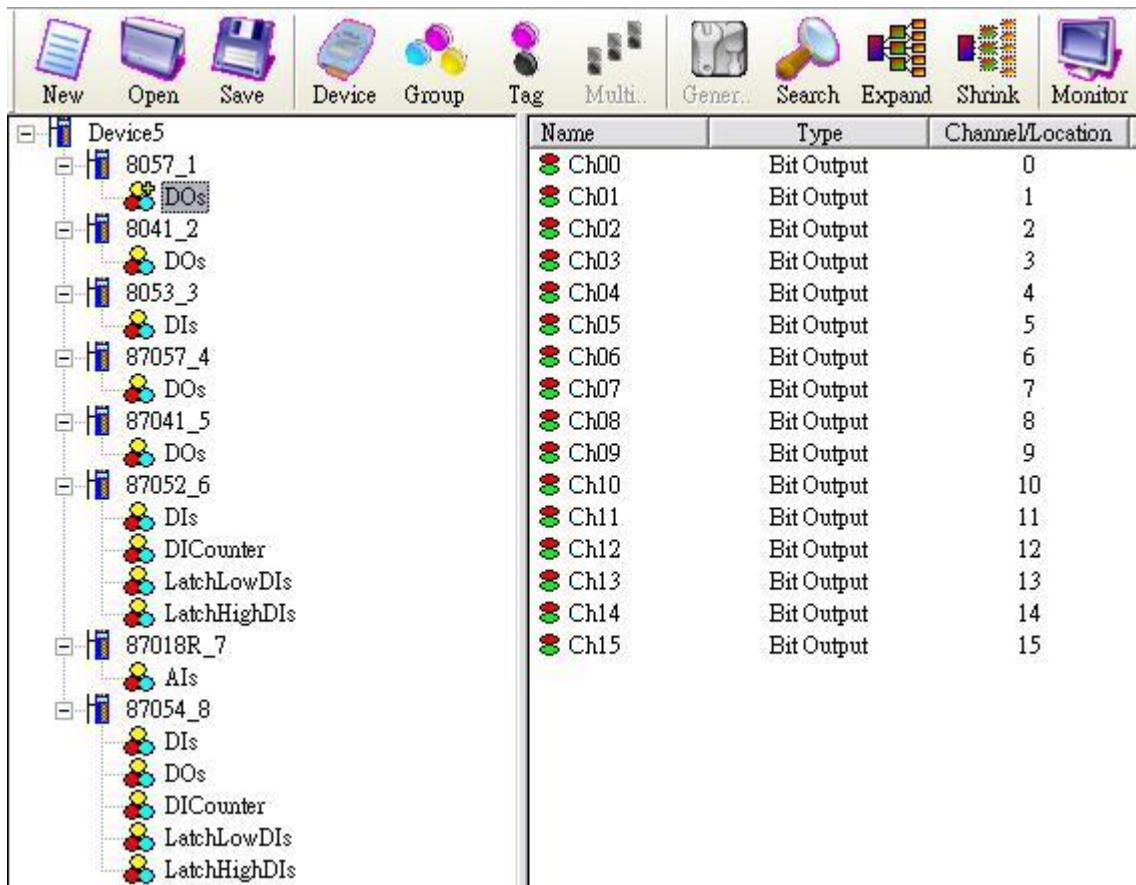 New Open Save Device Group Tag Multi.. Gener.. Search Expand Shrink Monitor
Device5
8057_1
DOs
8041_2
DOs
8053_3
DIs
87057_4
DOs
87041_5
DOs
87052_6
DIs
DICounter
LatchLowDIs
LatchHighDIs
87018R_7
AIs
87054_8
DIs
DOs
DICounter
LatchLowDIs
LatchHighDIs
Name Type Channel/Location
Ch00 Bit Output 0
Ch01 Bit Output 1
Ch02 Bit Output 2
Ch03 Bit Output 3
Ch04 Bit Output 4
Ch05 Bit Output 5
Ch06 Bit Output 6
Ch07 Bit Output 7
Ch08 Bit Output 8
Ch09 Bit Output 9
Ch10 Bit Output 10
Ch11 Bit Output 11
Ch12 Bit Output 12
Ch13 Bit Output 13
Ch14 Bit Output 14
Ch15 Bit Output 15